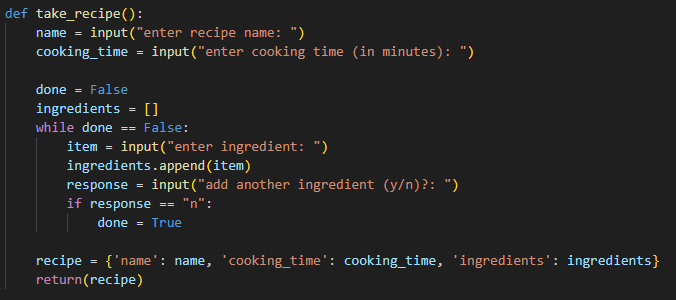 def take_recipe():
    name = input("enter recipe name: ")
    cooking_time = input("enter cooking time (in minutes): ")

    done = False
    ingredients = []
    while done == False:
        item = input("enter ingredient: ")
        ingredients.append(item)
        response = input("add another ingredient (y/n)?: ")
        if response == "n":
            done = True

    recipe = {'name': name, 'cooking_time': cooking_time, 'ingredients': ingredients}
    return(recipe)